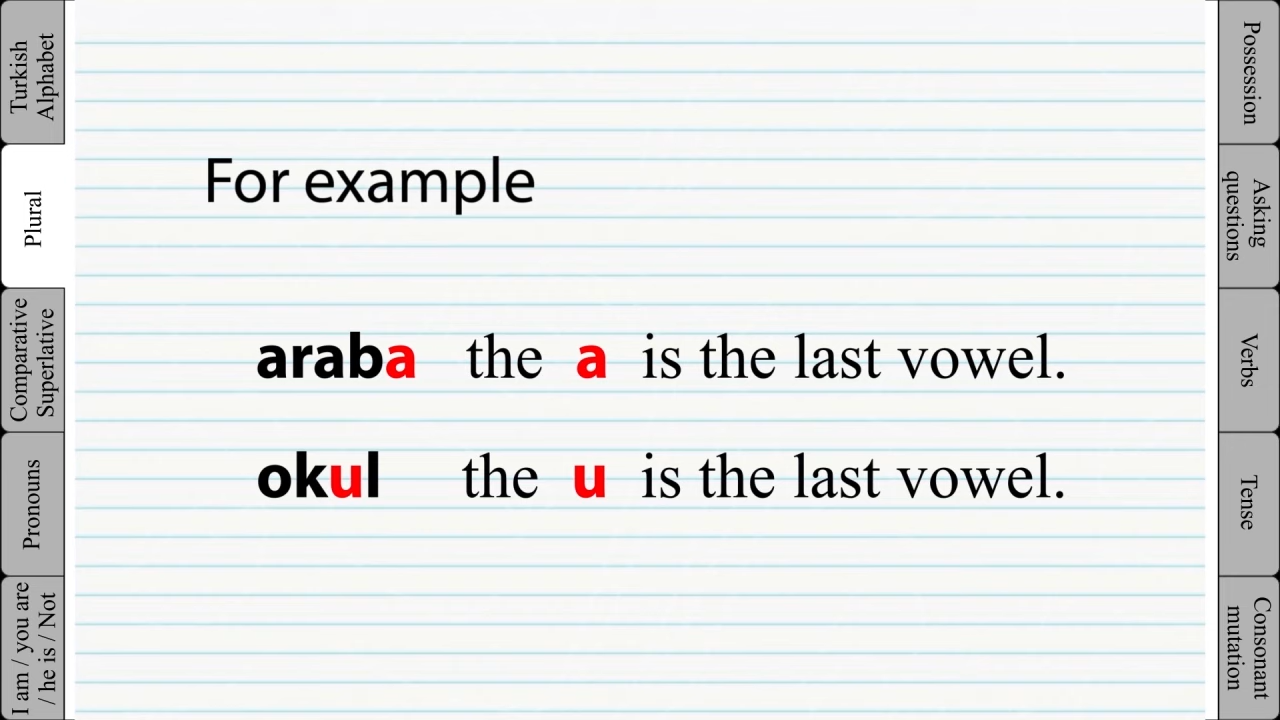 Turkish
Alphabet
Plural
Comparative
Superlative
Pronouns
I am / you are
/ he is / Not
For example
araba the a is the last vowel.
okul the u is the last vowel.
Possession
Asking
questions
Verbs
Tense
Consonant
mutation